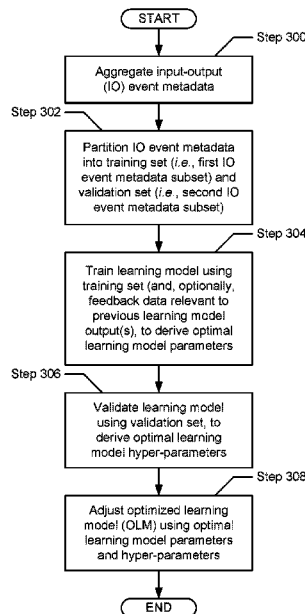 START
Step 300
Aggregate input-output
(IO) event metadata
Step 302
Partition IO event metadata
into training set (i.e., first IO
event metadata subset) and
validation set (i.e., second IO
event metadata subset)
Step 304
Train learning model using
training set (and, optionally,
feedback data relevant to
previous learning model
output(s), to derive optimal
learning model parameters
Step 306
Validate learning model
using validation set, to
derive optimal learning
model hyper-parameters
Step 308
Adjust optimized learning
model (OLM) using optimal
learning model parameters
and hyper-parameters
END